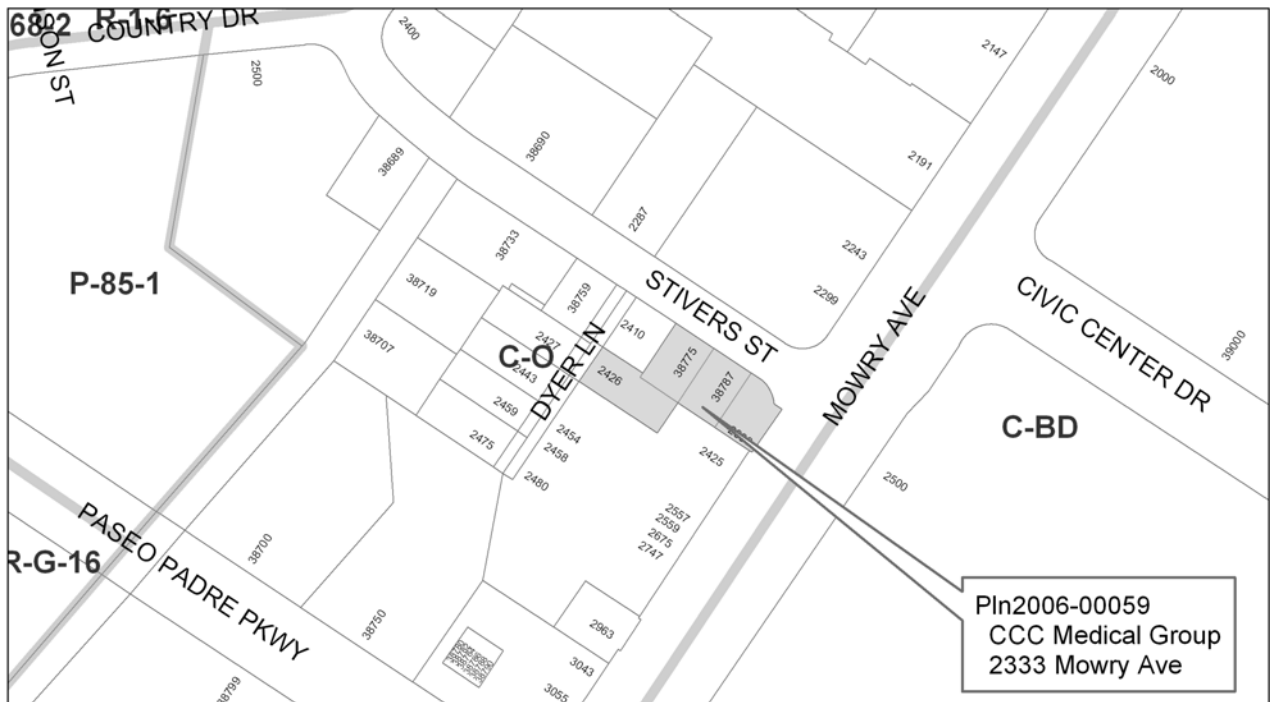 68-2
R-1-6
COUNTRY DR
SON ST
2500
2400
2147
2000
38689
38690
2191
2287
2243
2299
P-85-1
38733
38719
38759
38707
2427
C-O
2443
2459
2475
DYER LN
2410
2426
STIVERS ST
38775
38787
MOWRY AVE
CIVIC CENTER DR
39000
C-BD
2454
2458
2480
2425
2500
2557
2559
2675
2747
PASEO PADRE PKWY
R-G-16
38700
38750
38799
2963
3043
3055
Pln2006-00059
CCC Medical Group
2333 Mowry Ave